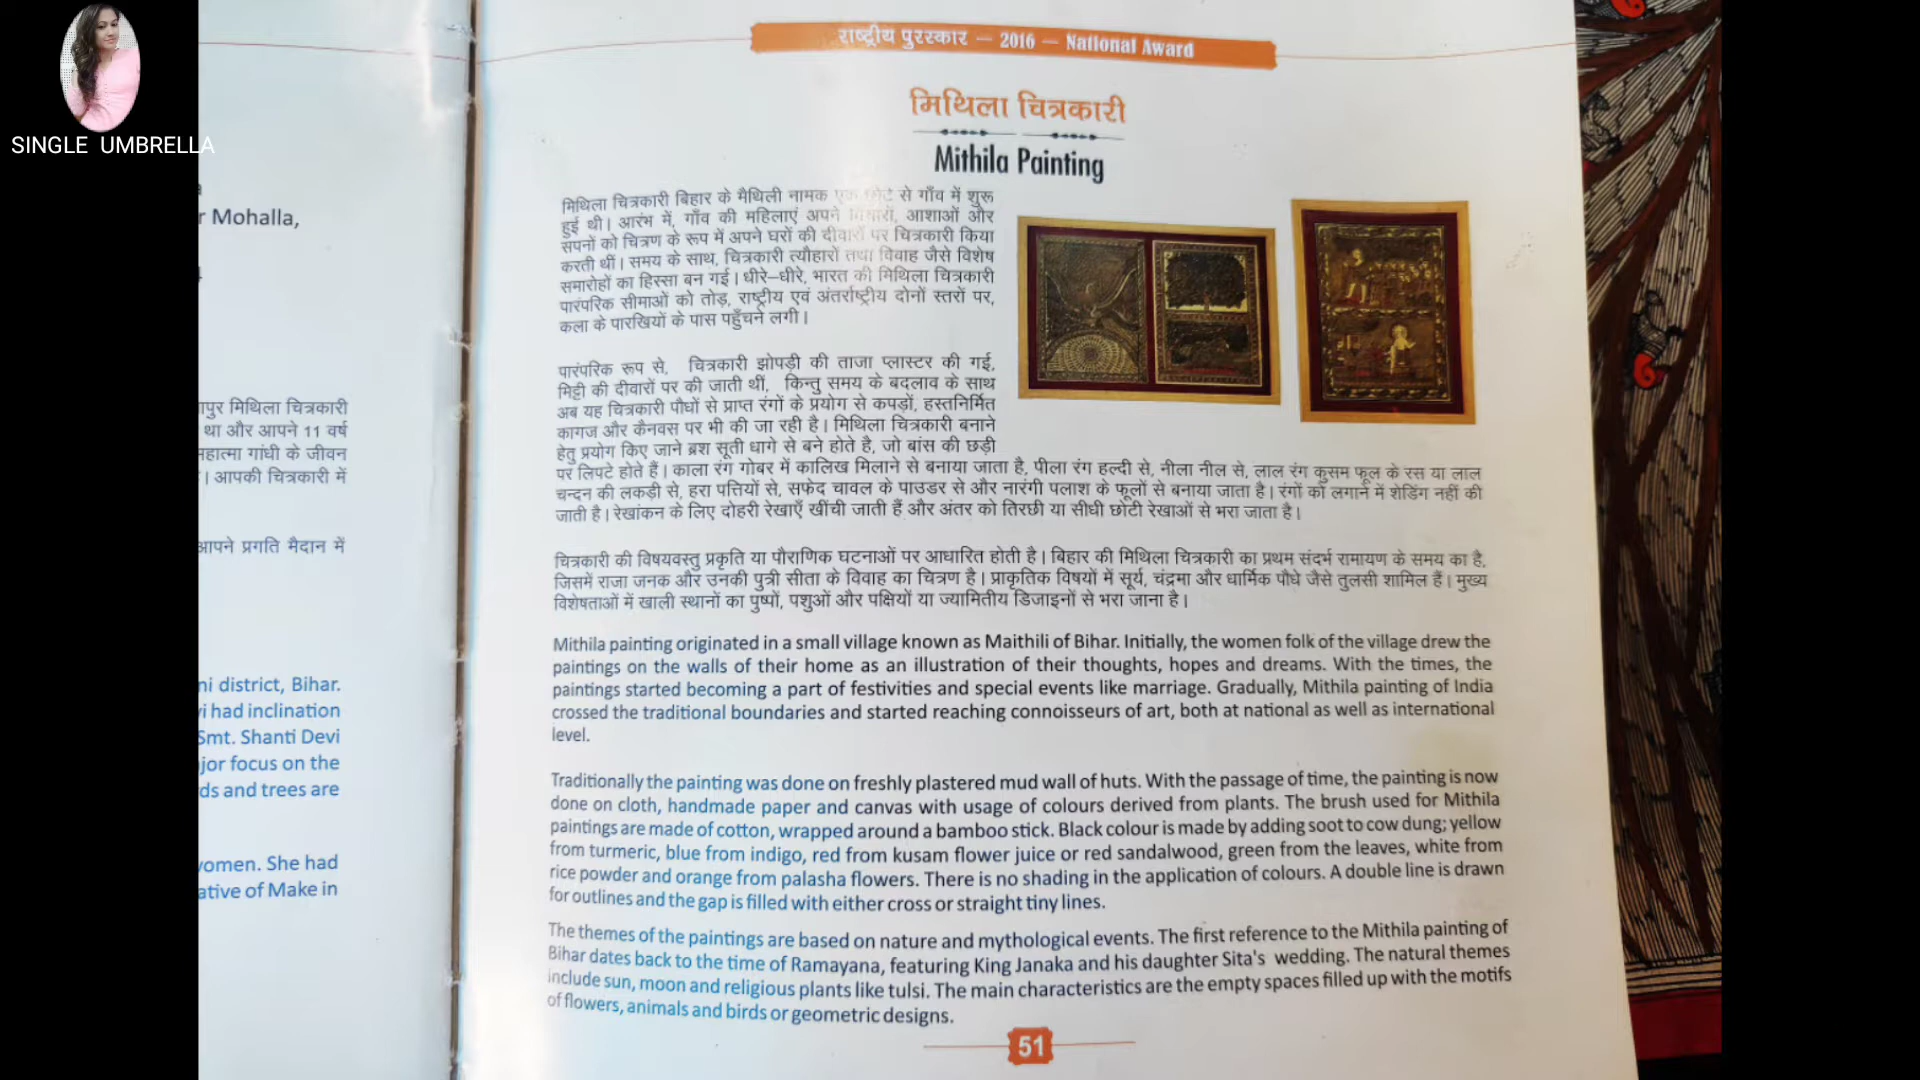 SINGLE UMBRELLA
r Mohalla,
मिथिला चित्रकारी
था और आपने 11 वर्ष
महात्मा गांधी के जीवन
। आपकी चित्रकारी में
आपने प्रगति मैदान में
ni district, Bihar.
vi had inclination
Smt. Shanti Devi
jor focus on the
ds and trees are
women. She had
ative of Make in
राष्ट्रीय पुरस्कार — 2016 — National Award
मिथिला चित्रकारी
Mithila Painting
मिथिला चित्रकारी बिहार के मैथिली नामक एक छोटे से गाँव में शुरू
हुई थी। आरंभ में, गाँव की महिलाएं अपने विचारों, आशाओं और
सपनों को चित्रण के रूप में अपने घरों की दीवारों पर चित्रकारी किया
करती थीं। समय के साथ, चित्रकारी त्यौहारों तथा विवाह जैसे विशेष
समारोहों का हिस्सा बन गई। धीरे–धीरे, भारत की मिथिला चित्रकारी
पारंपरिक सीमाओं को तोड़, राष्ट्रीय एवं अंतर्राष्ट्रीय दोनों स्तरों पर,
कला के पारखियों के पास पहुँचने लगी।
पारंपरिक रूप से, चित्रकारी झोपड़ी की ताजा प्लास्टर की गई,
मिट्टी की दीवारों पर की जाती थीं, किन्तु समय के बदलाव के साथ
अब यह चित्रकारी पौधों से प्राप्त रंगों के प्रयोग से कपड़ों, हस्तनिर्मित
कागज और कैनवस पर भी की जा रही है। मिथिला चित्रकारी बनाने
हेतु प्रयोग किए जाने ब्रश सूती धागे से बने होते है, जो बांस की छड़ी
पर लिपटे होते हैं। काला रंग गोबर में कालिख मिलाने से बनाया जाता है, पीला रंग हल्दी से, नीला नील से, लाल रंग कुसम फूल के रस या लाल
चन्दन की लकड़ी से, हरा पत्तियों से, सफेद चावल के पाउडर से और नारंगी पलाश के फूलों से बनाया जाता है। रंगों को लगाने में शेडिंग नहीं की
जाती है। रेखांकन के लिए दोहरी रेखाएँ खींची जाती हैं और अंतर को तिरछी या सीधी छोटी रेखाओं से भरा जाता है।
चित्रकारी की विषयवस्तु प्रकृति या पौराणिक घटनाओं पर आधारित होती है। बिहार की मिथिला चित्रकारी का प्रथम संदर्भ रामायण के समय का है,
जिसमें राजा जनक और उनकी पुत्री सीता के विवाह का चित्रण है। प्राकृतिक विषयों में सूर्य, चंद्रमा और धार्मिक पौधे जैसे तुलसी शामिल हैं। मुख्य
विशेषताओं में खाली स्थानों का पुष्पों, पशुओं और पक्षियों या ज्यामितीय डिजाइनों से भरा जाना है।
Mithila painting originated in a small village known as Maithili of Bihar. Initially, the women folk of the village drew the
paintings on the walls of their home as an illustration of their thoughts, hopes and dreams. With the times, the
paintings started becoming a part of festivities and special events like marriage. Gradually, Mithila painting of India
crossed the traditional boundaries and started reaching connoisseurs of art, both at national as well as international
level.
Traditionally the painting was done on freshly plastered mud wall of huts. With the passage of time, the painting is now
done on cloth, handmade paper and canvas with usage of colours derived from plants. The brush used for Mithila
paintings are made of cotton, wrapped around a bamboo stick. Black colour is made by adding soot to cow dung; yellow
from turmeric, blue from indigo, red from kusam flower juice or red sandalwood, green from the leaves, white from
rice powder and orange from palasha flowers. There is no shading in the application of colours. A double line is drawn
for outlines and the gap is filled with either cross or straight tiny lines.
The themes of the paintings are based on nature and mythological events. The first reference to the Mithila painting of
Bihar dates back to the time of Ramayana, featuring King Janaka and his daughter Sita's wedding. The natural themes
include sun, moon and religious plants like tulsi. The main characteristics are the empty spaces filled up with the motifs
of flowers, animals and birds or geometric designs.
51